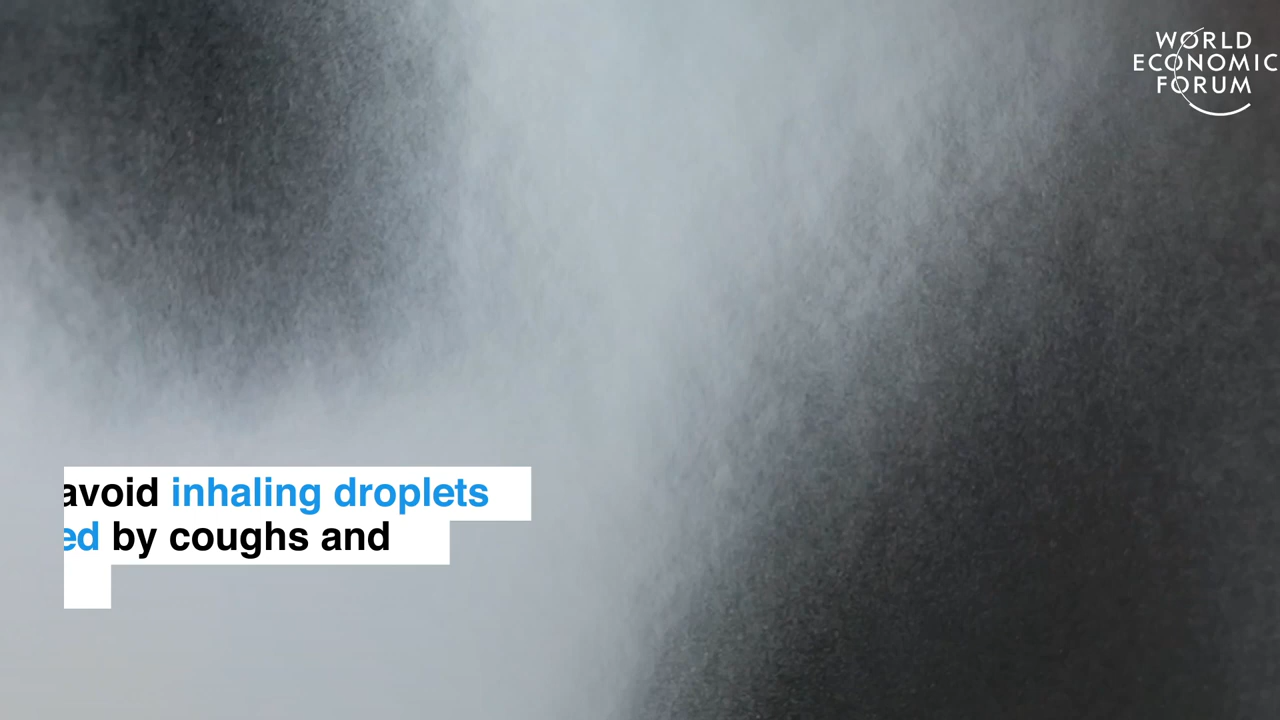 WORLD
ECONOMIC
FORUM
avoid inhaling droplets
ed by coughs and